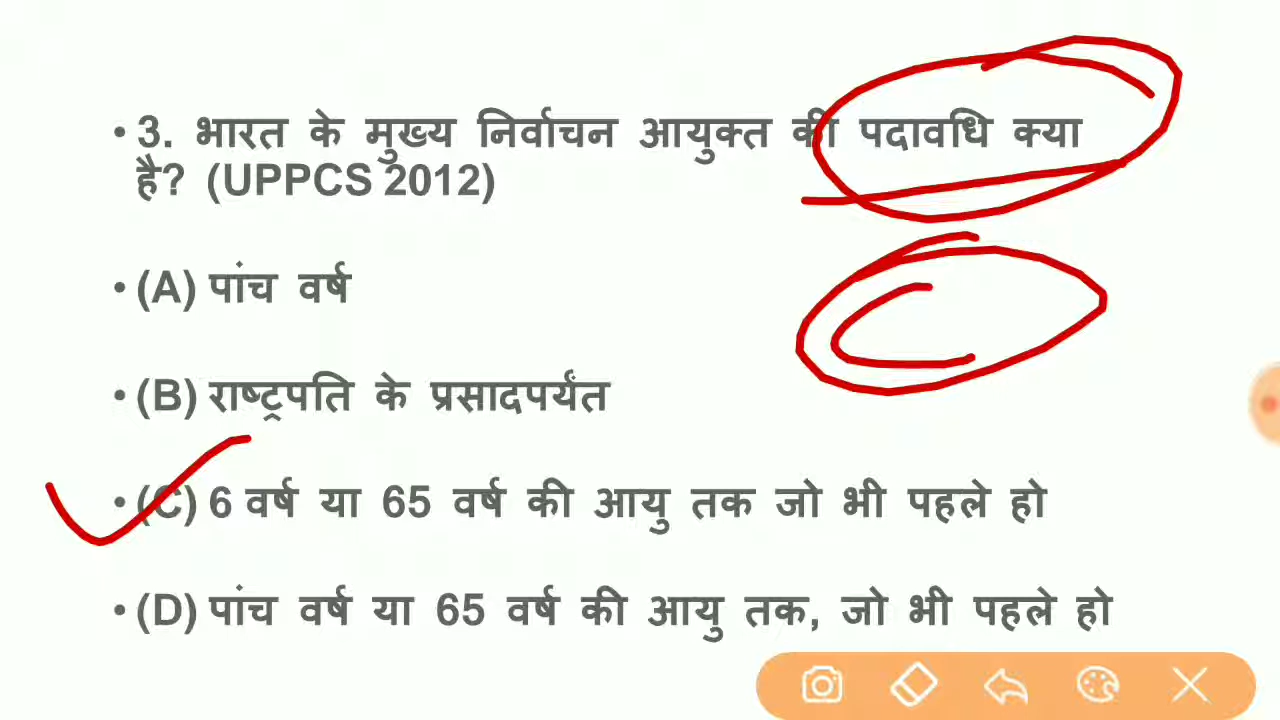 • 3. भारत के मुख्य निर्वाचन आयुक्त की पदावधि क्या
है? (UPPCS 2012)
• (A) पांच वर्ष
• (B) राष्ट्रपति के प्रसादपर्यंत
• (C) 6 वर्ष या 65 वर्ष की आयु तक जो भी पहले हो
• (D) पांच वर्ष या 65 वर्ष की आयु तक, जो भी पहले हो